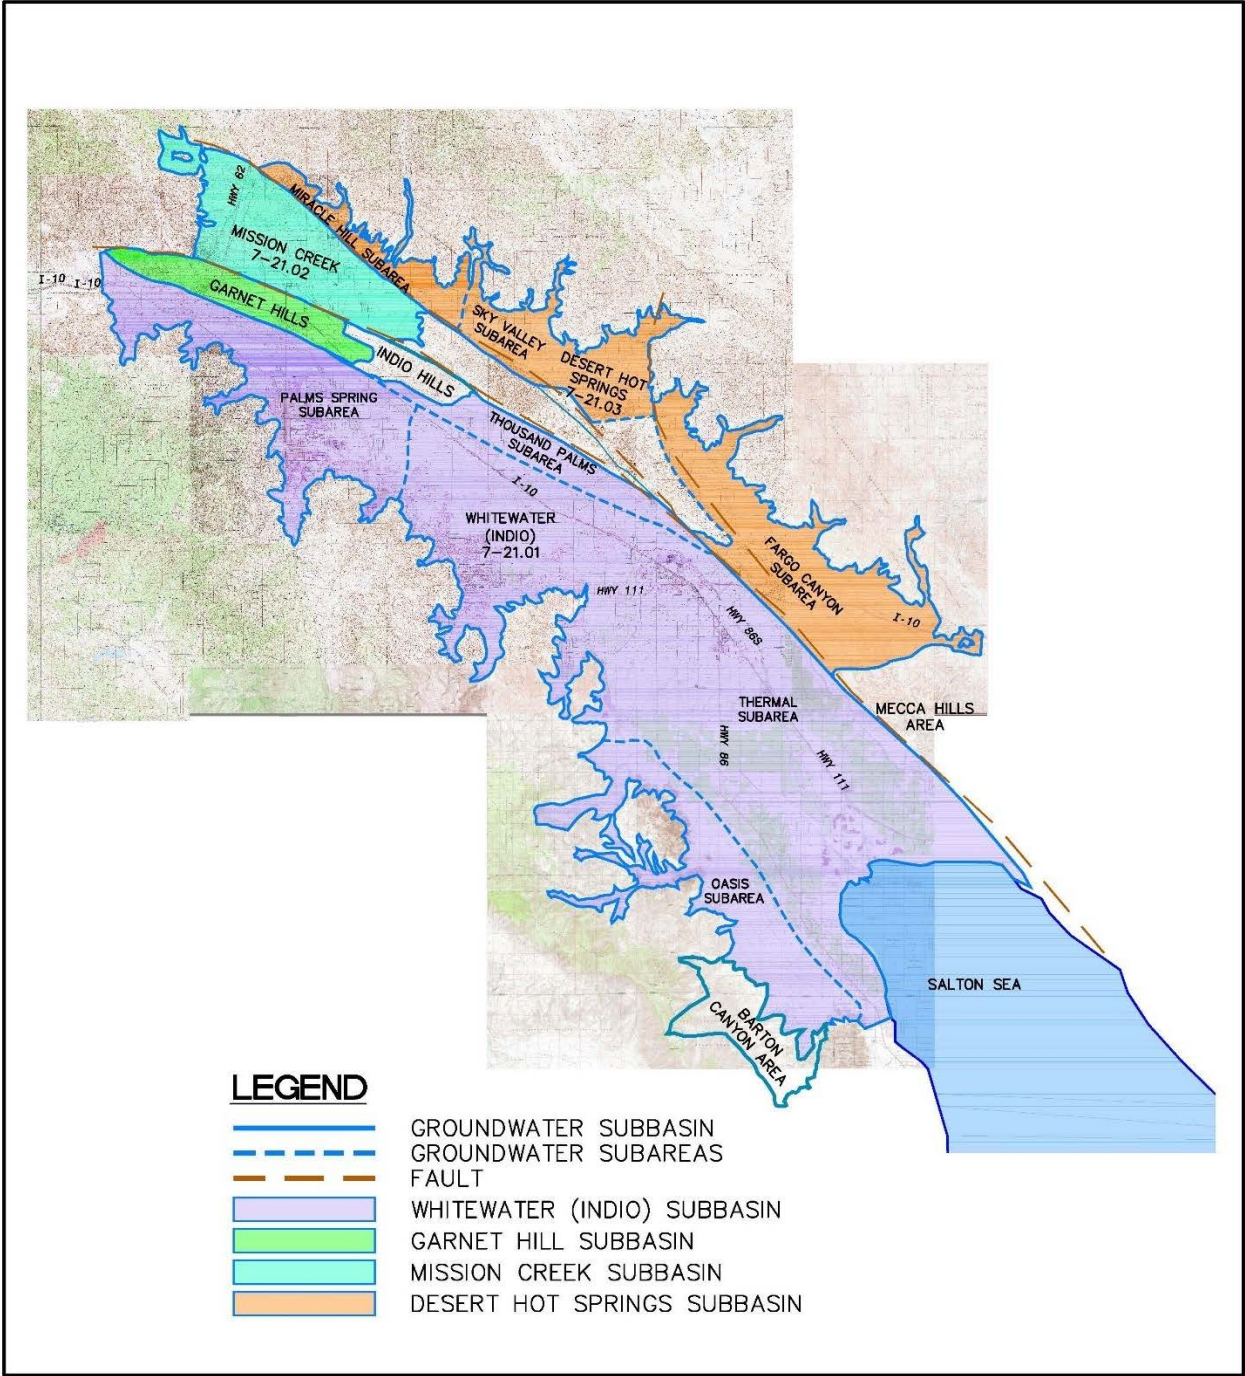 HWY 62
MIRACLE HILL SUBAREA
MISSION CREEK
7-21.02
I-10
I-10
GARNET HILLS
SKY VALLEY
SUBAREA
DESERT HOT
SPRINGS
7-21.03
INDIO HILLS
PALMS SPRING
SUBAREA
THOUSAND PALMS
SUBAREA
I-10
WHITEWATER
(INDIO)
7-21.01
FARGO CANYON
SUBAREA
HWY 111
HWY 86S
I-10
THERMAL
SUBAREA
MECCA HILLS
AREA
HWY 86
HWY 111
OASIS
SUBAREA
SALTON SEA
BARTON
CANYON AREA
LEGEND
GROUNDWATER SUBBASIN
GROUNDWATER SUBAREAS
FAULT
WHITEWATER (INDIO) SUBBASIN
GARNET HILL SUBBASIN
MISSION CREEK SUBBASIN
DESERT HOT SPRINGS SUBBASIN